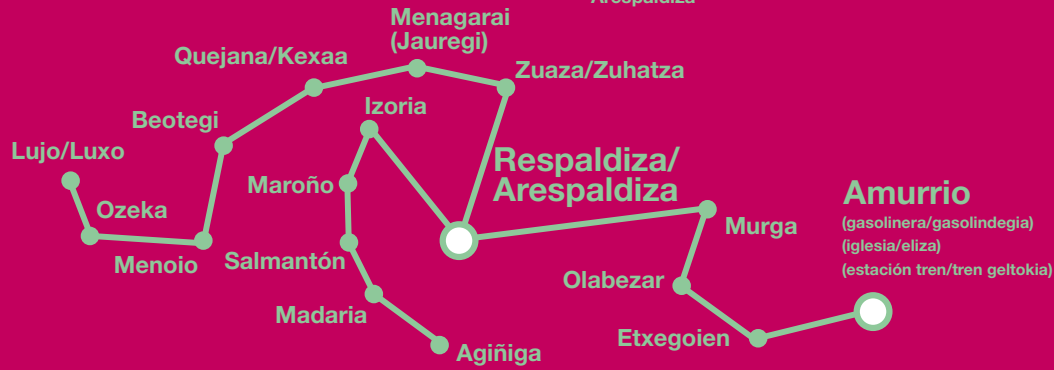 Arespaldiza
Menagarai
(Jauregi)
Quejana/Kexaa
Zuaza/Zuhatza
Izoria
Beotegi
Lujo/Luxo
Respaldiza/
Arespaldiza
Maroño
Amurrio
(gasolinera/gasolindegia)
(iglesia/eliza)
(estación tren/tren geltokia)
Ozeka
Murga
Menoio
Salmantón
Olabezar
Madaria
Etxegoien
Agiñiga